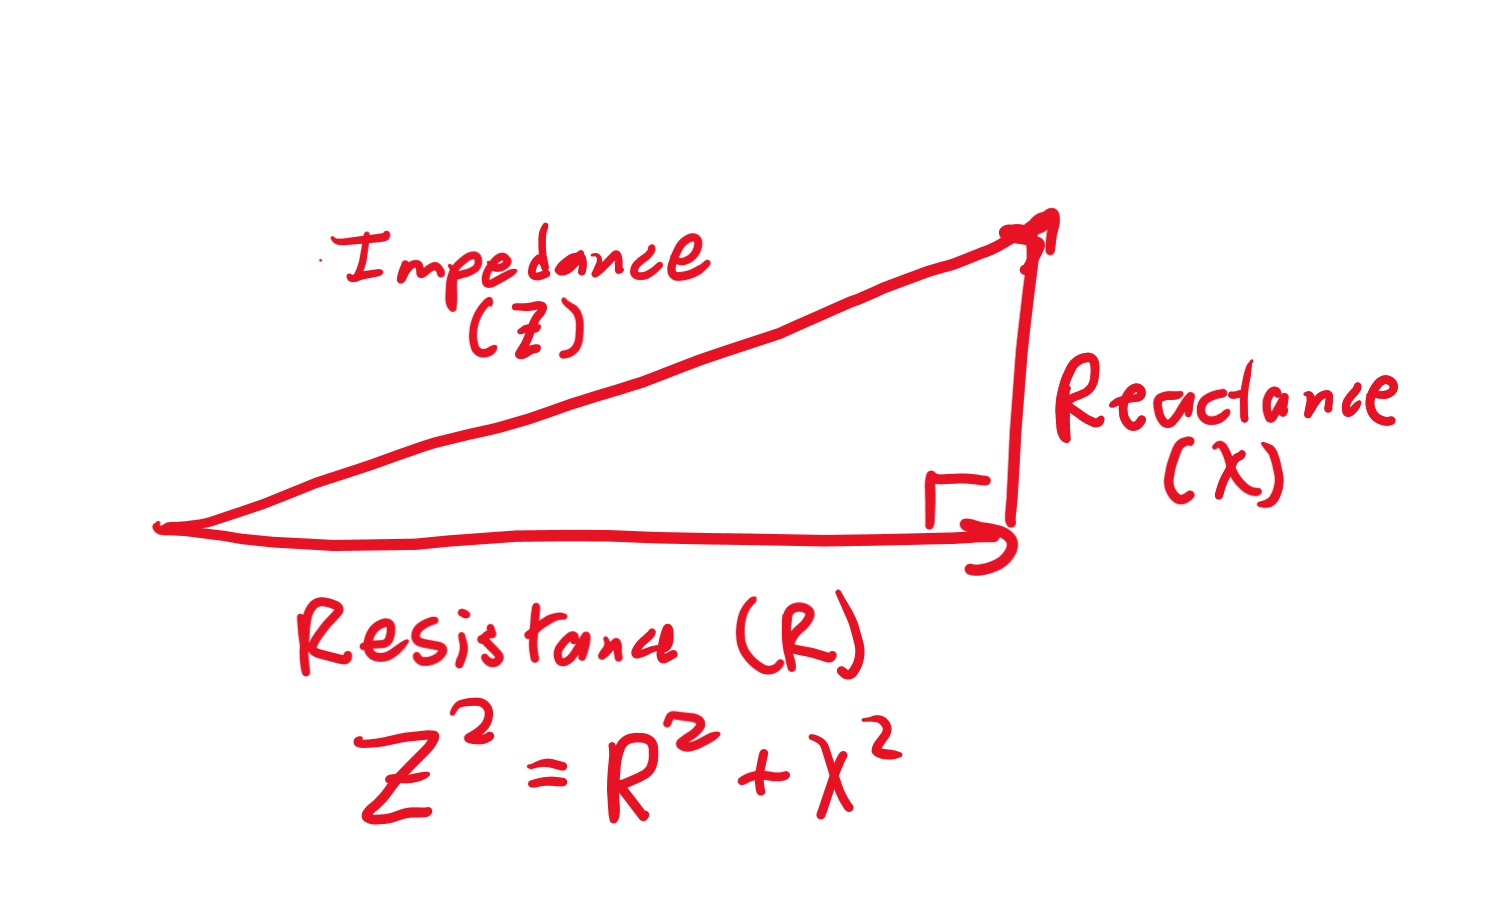 Impedance
(Z)
Reactance
(X)
Resistance (R)
Z² = R² + X²